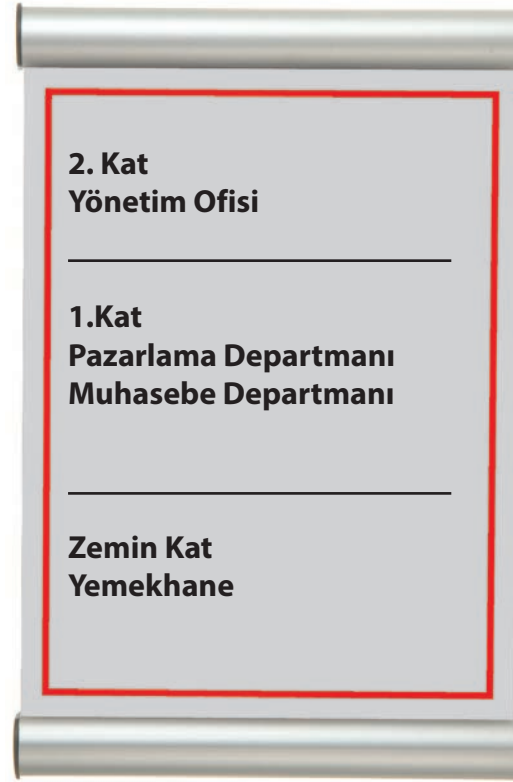 2. Kat
Yönetim Ofisi
1.Kat
Pazarlama Departmanı
Muhasebe Departmanı
Zemin Kat
Yemekhane